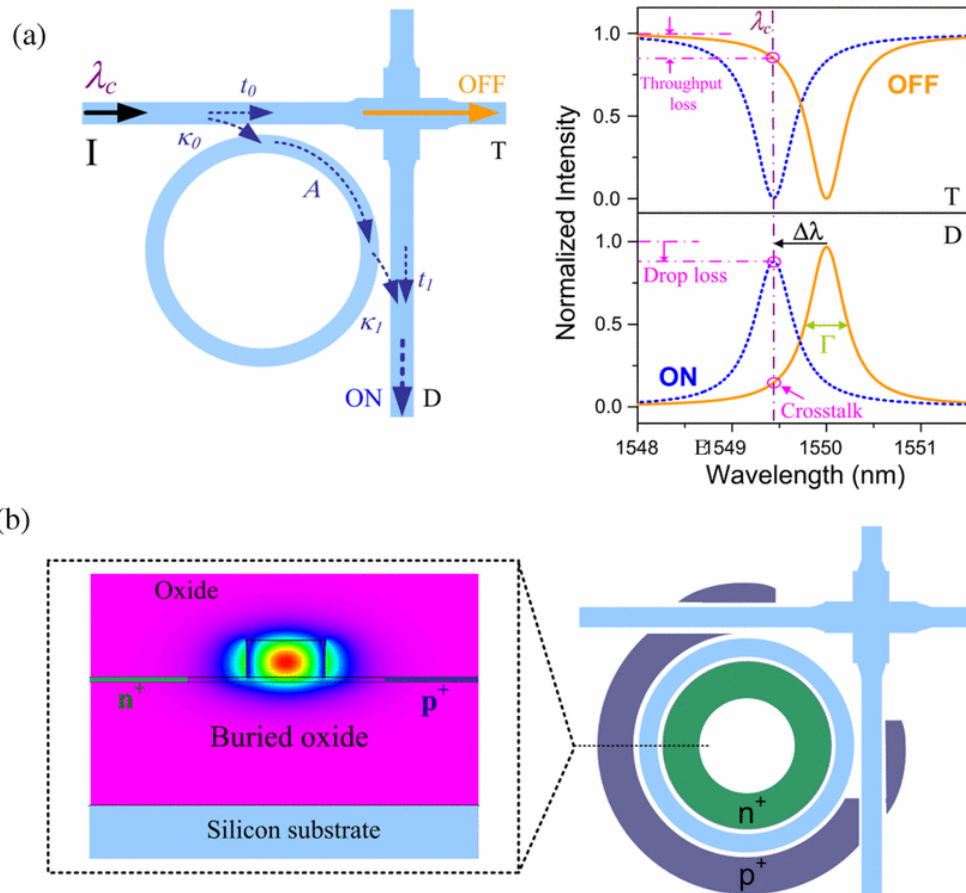 (a)
λc
I
t0
κ0
A
κ1
t1
OFF
T
ON
D
λc
1.0
Throughput
loss
OFF
0.5
0.0
T
D
Δλ
1.0
Drop loss
0.5
Γ
ON
Crosstalk
0.0
Normalized Intensity
1548
E1549
1550
1551
Wavelength (nm)
(b)
Oxide
n+
p+
Buried oxide
Silicon substrate
n+
p+